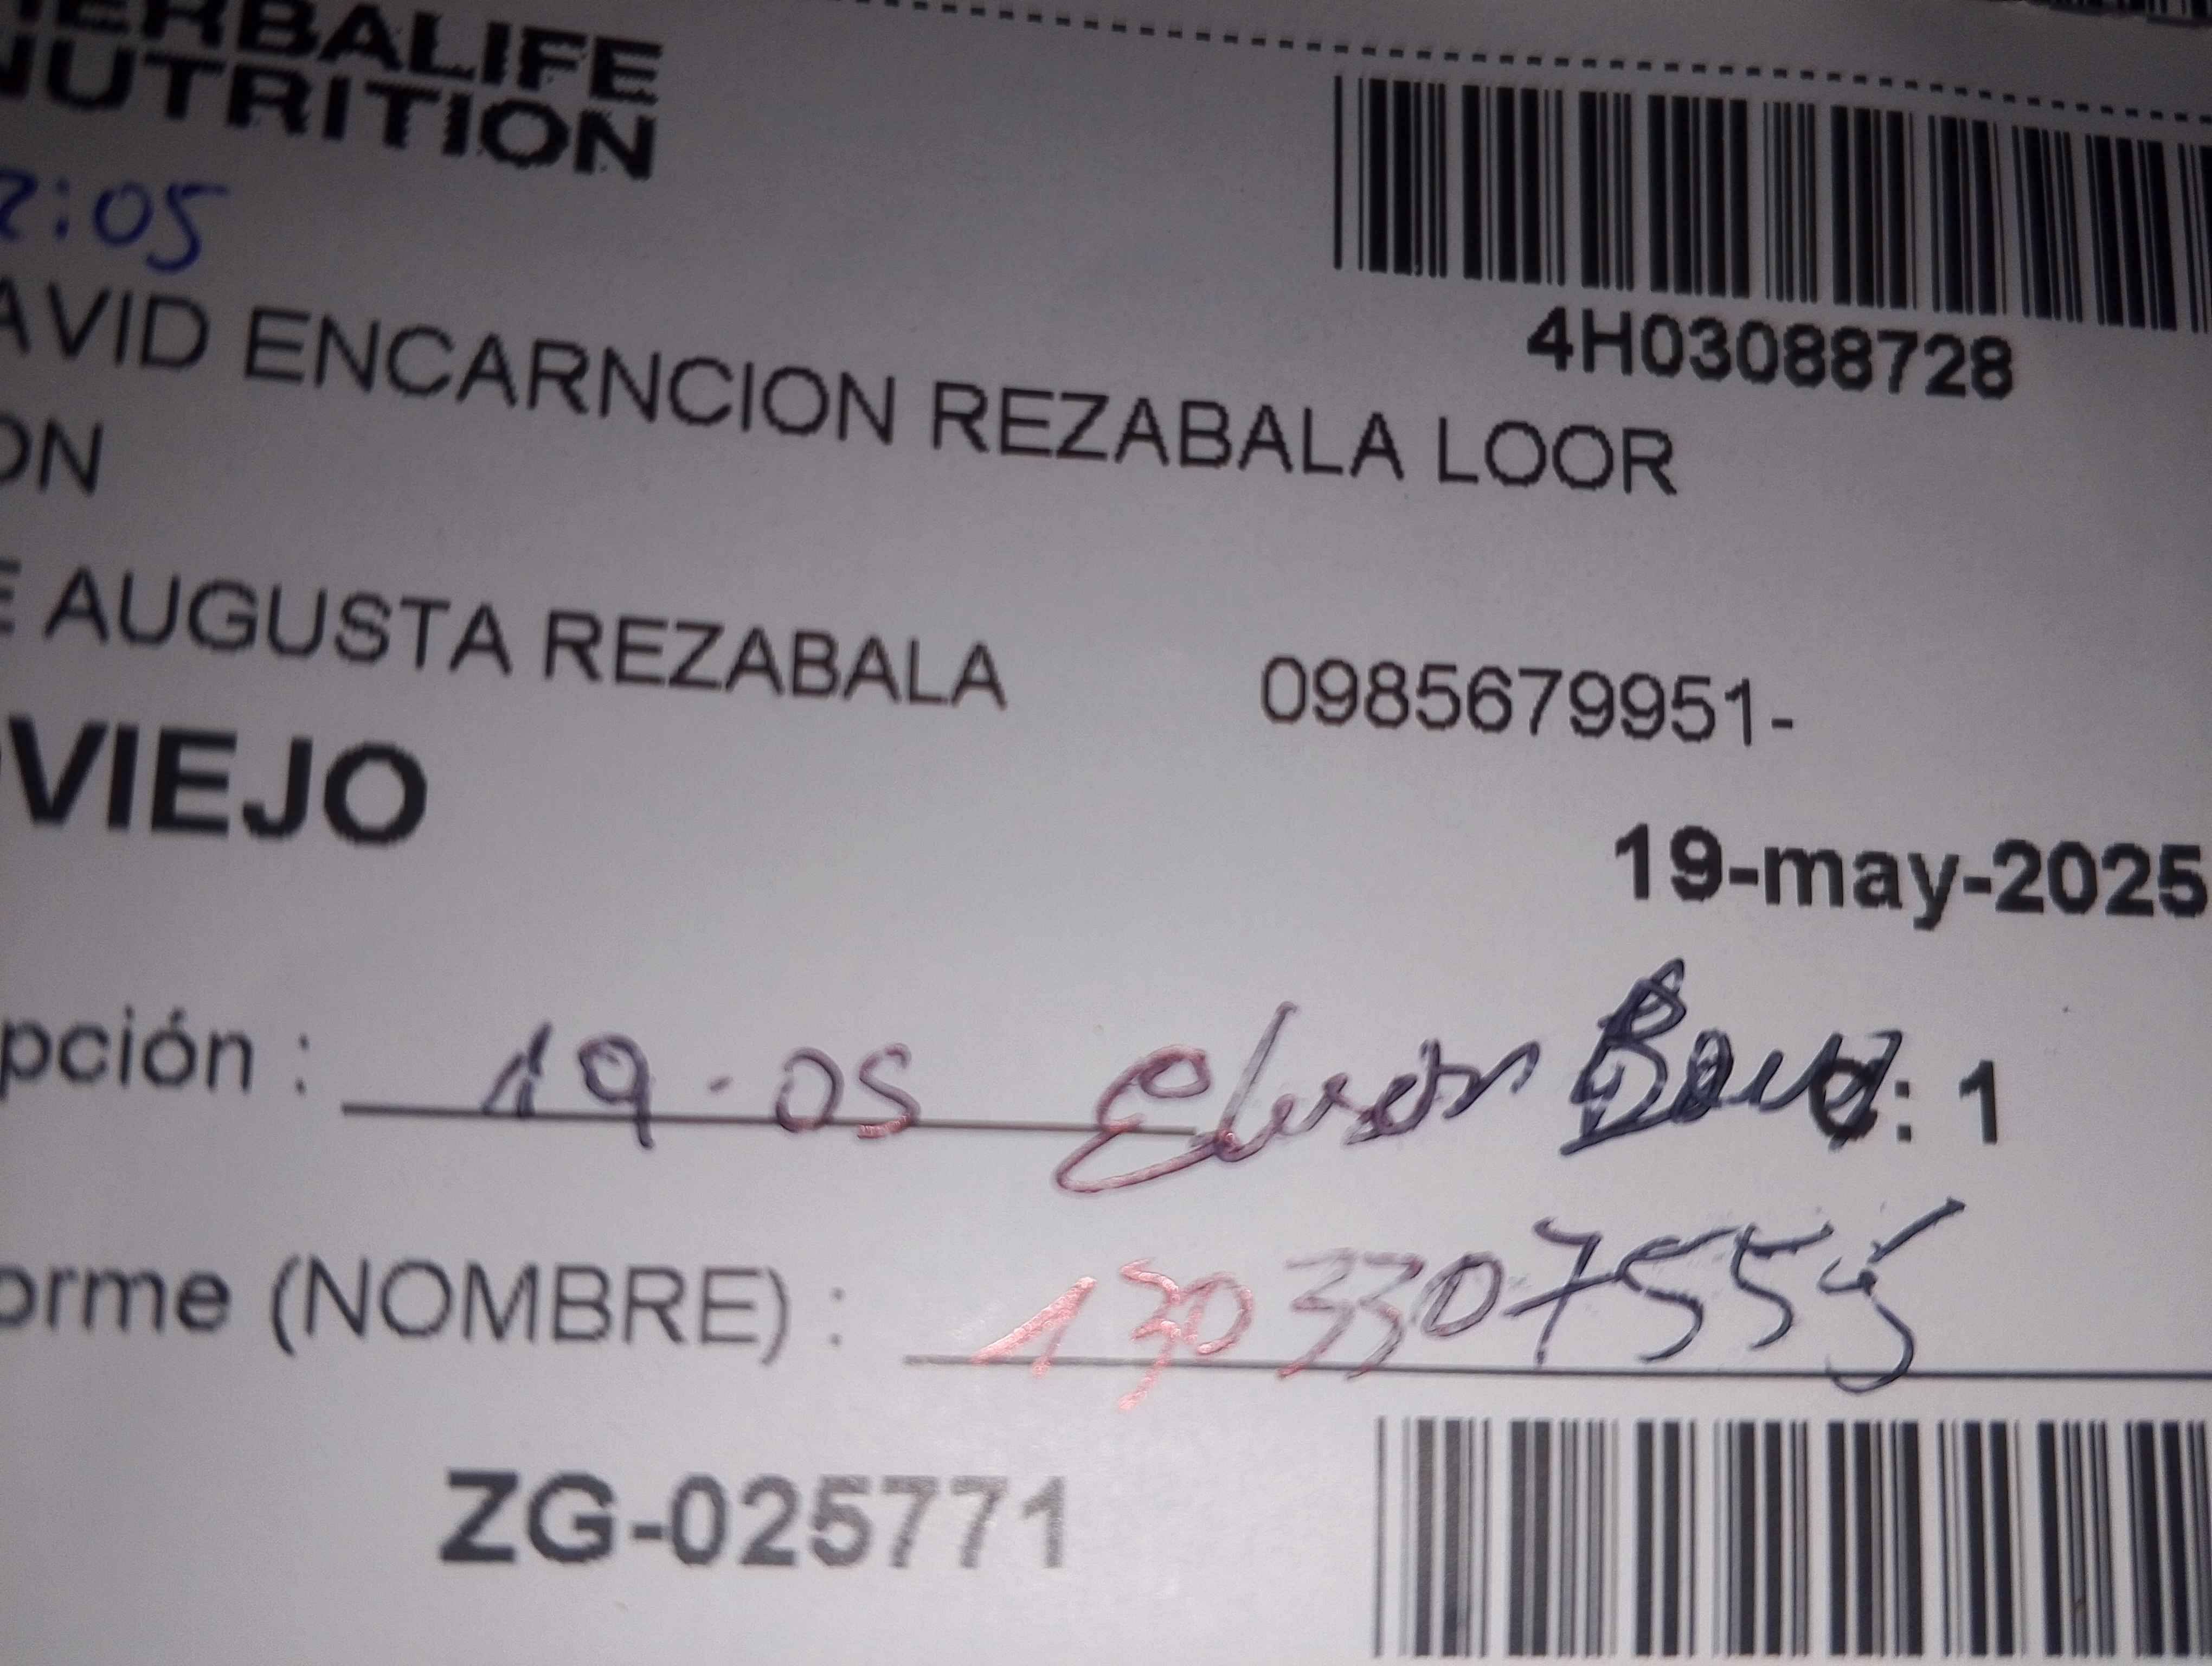 HERBALIFE
NUTRITION
2:05
4H03088728
AVID ENCARNCION REZABALA LOOR
ON
E AUGUSTA REZABALA 0985679951-
VIEJO
19-may-2025
pción : 19-05 : 1
orme (NOMBRE) : 1303307555
ZG-025771